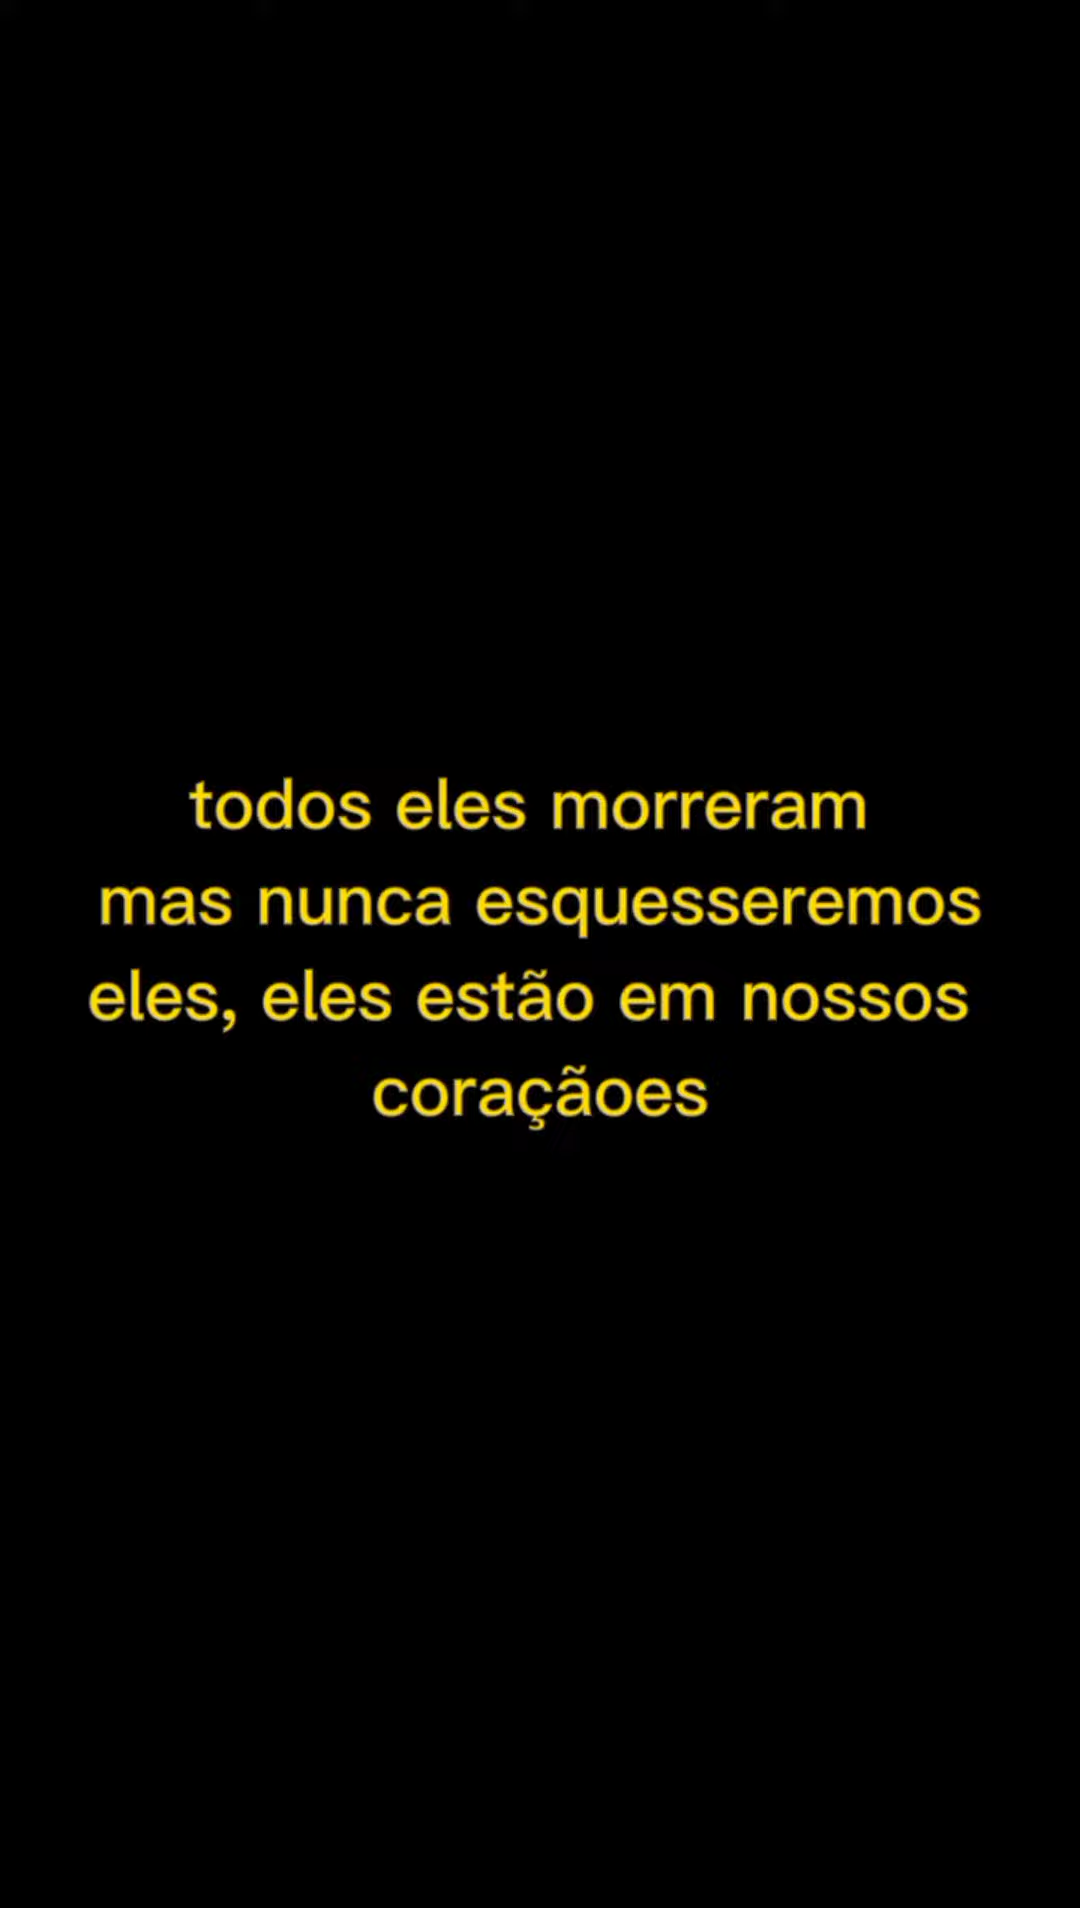 todos eles morreram
mas nunca esquesseremos
eles, eles estão em nossos
coraçãoes